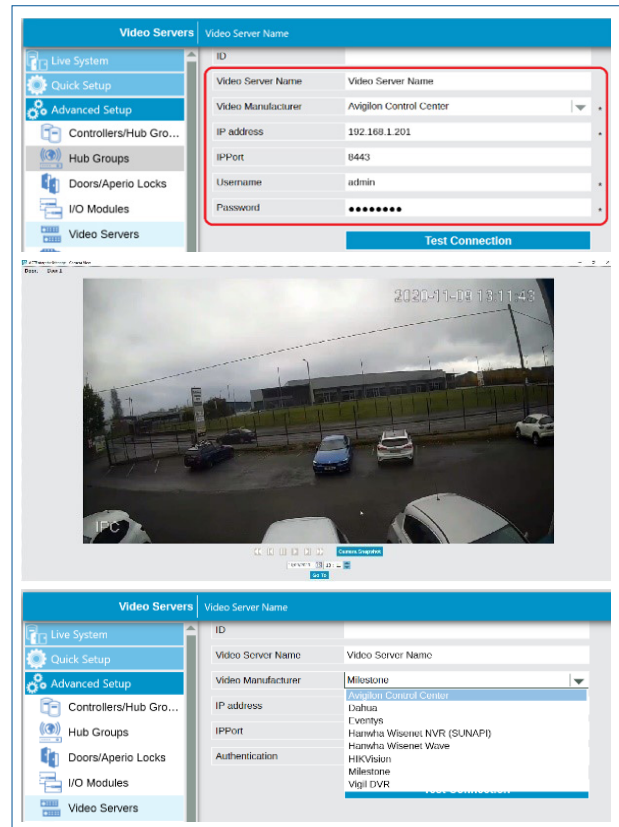 Video Servers Video Server Name
Live System
Quick Setup
Advanced Setup
Controllers/Hub Gro...
Hub Groups
Doors/Aperio Locks
I/O Modules
Video Servers
ID
Video Server Name Video Server Name
Video Manufacturer Avigilon Control Center
IP address 192.168.1.201
IPPort 8443
Username admin
Password ●●●●●●●●
Test Connection
Door: Door 1
2020-11-09 13:11:43
IPC
Camera Snapshot
Go To
Video Servers Video Server Name
Live System
Quick Setup
Advanced Setup
Controllers/Hub Gro...
Hub Groups
Doors/Aperio Locks
I/O Modules
Video Servers
ID
Video Server Name Video Server Name
Video Manufacturer Milestone
IP address
IPPort
Authentication
Avigilon Control Center
Dahua
Eventys
Hanwha Wisenet NVR (SUNAPI)
Hanwha Wisenet Wave
HIKVision
Milestone
Vigil DVR
Test Connection